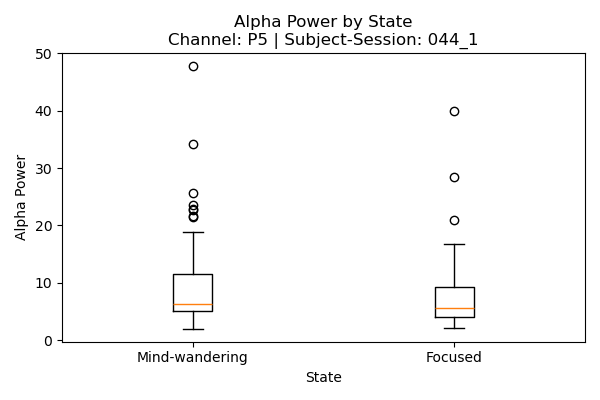 Alpha Power by State
Channel: P5 | Subject-Session: 044_1
Alpha Power
50
40
30
20
10
0
Mind-wandering
Focused
State